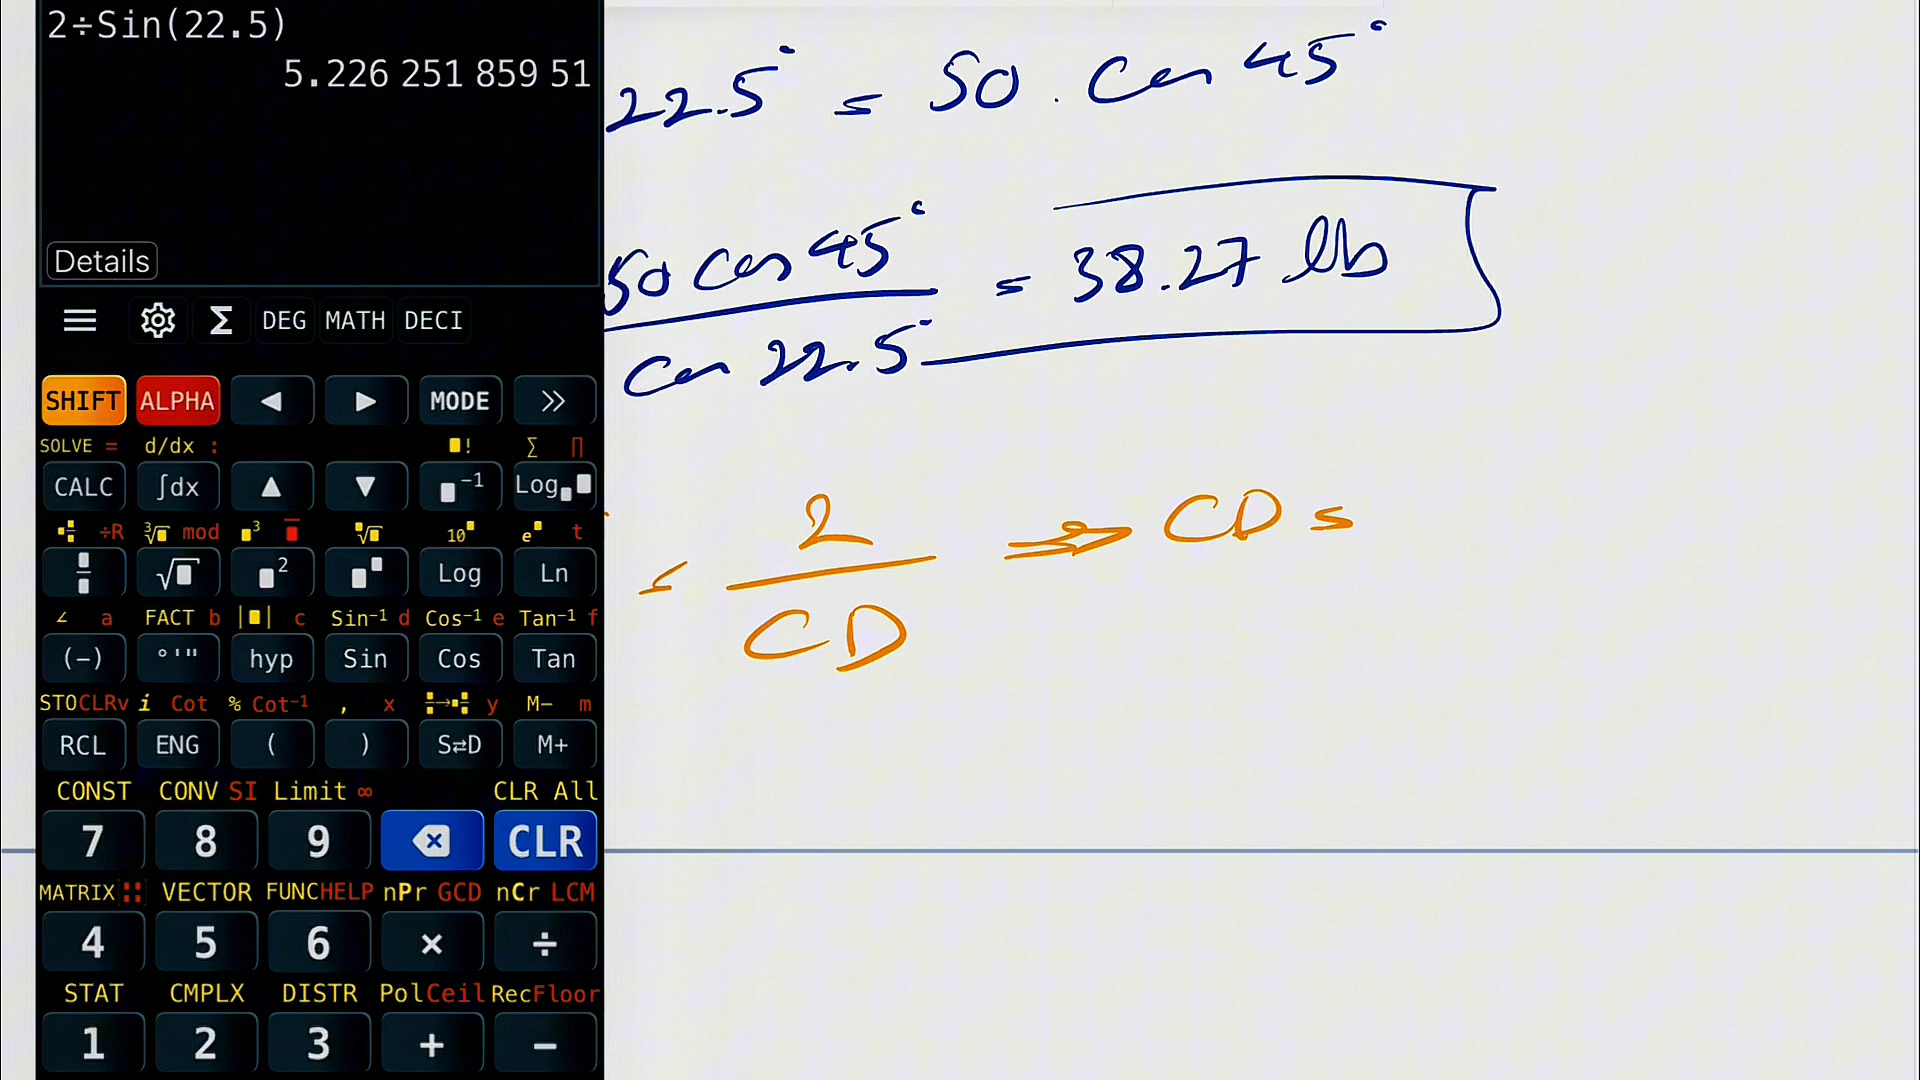 2÷Sin(22.5)
5.226 251 859 51
Details
DEG MATH DECI
SHIFT ALPHA ◀ ▶ MODE >>
SOLVE = d/dx : ■! ∑ ∏
CALC ∫dx ▲ ▼ ■⁻¹ Log
÷R ∛■ mod ■³ 10■ e■ t
√■ ■² Log Ln
∠ a FACT b |■| c Sin⁻¹ d Cos⁻¹ e Tan⁻¹ f
(−) °'" hyp Sin Cos Tan
STO CLRv i Cot % Cot⁻¹ , x y M− m
RCL ENG ( ) S⇄D M+
CONST CONV SI Limit ∞ CLR All
7 8 9 CLR
MATRIX VECTOR FUNC HELP nPr GCD nCr LCM
4 5 6 × ÷
STAT CMPLX DISTR Pol Ceil Rec Floor
1 2 3 + −
22.5° = 50 . cos 45°
50 cos 45° = 38.27 lb
cos 22.5°
= 2 ⇒ CD =
CD